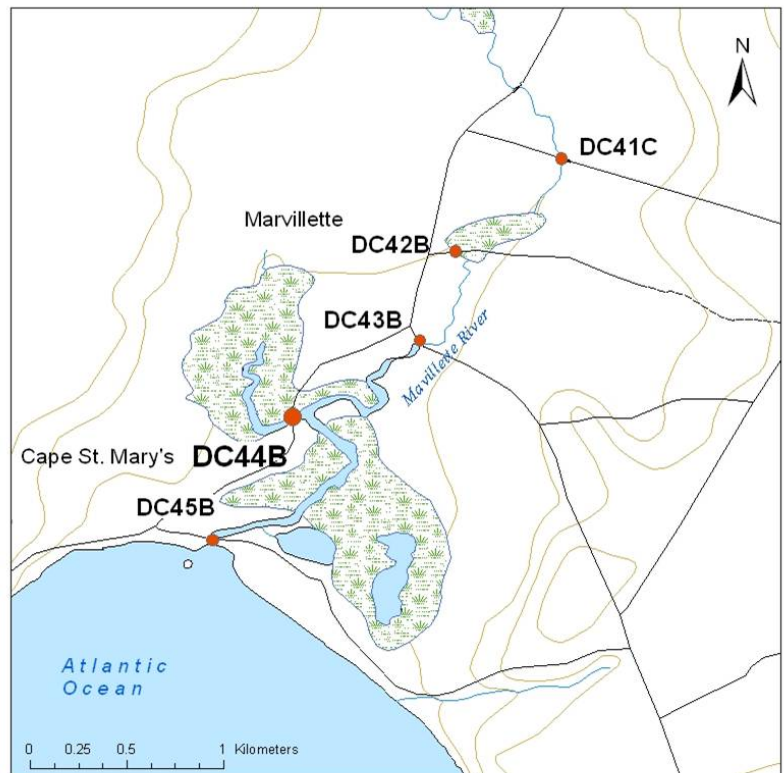 N
DC41C
Marvillette
DC42B
DC43B
Mavillette River
Cape St. Mary's
DC44B
DC45B
Atlantic
Ocean
0 0.25 0.5 1 Kilometers